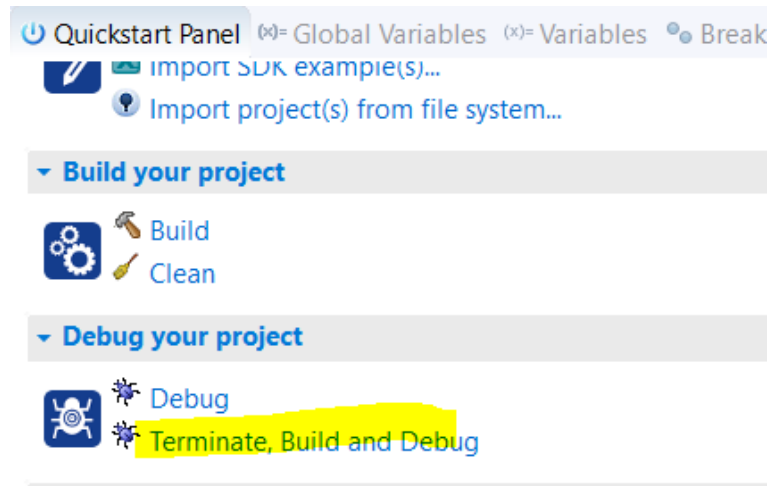 Quickstart Panel (x)= Global Variables (x)= Variables Break
Import SDK example(s)...
Import project(s) from file system...
Build your project
Build
Clean
Debug your project
Debug
Terminate, Build and Debug